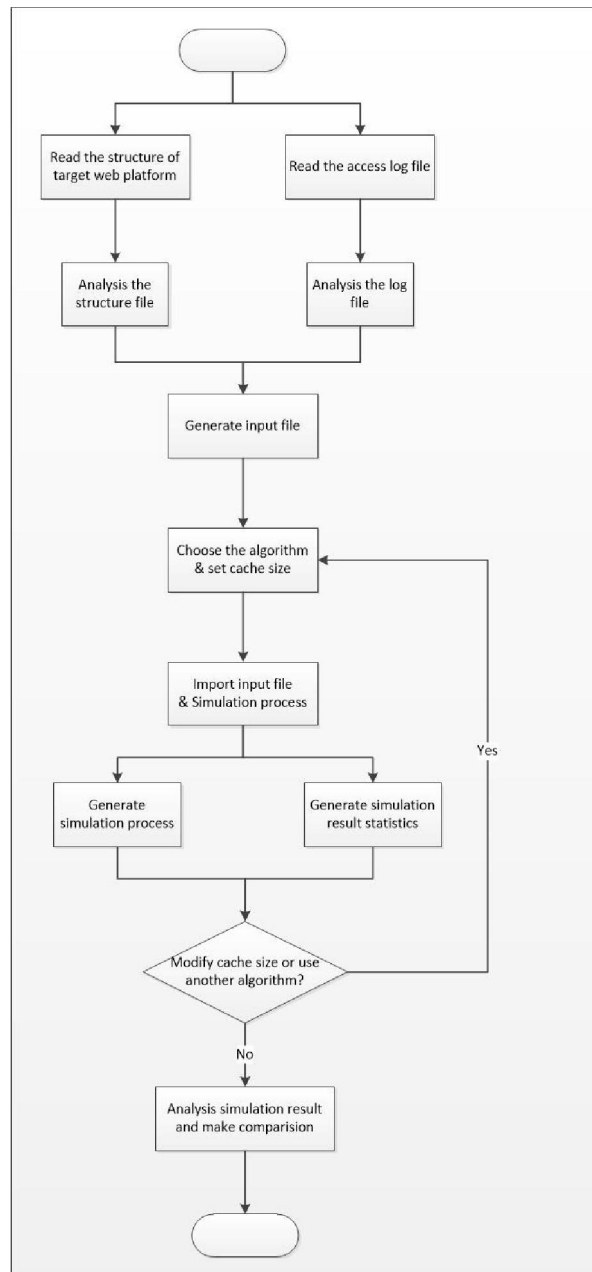 Read the structure of
target web platform
Read the access log file
Analysis the
structure file
Analysis the log
file
Generate input file
Choose the algorithm
& set cache size
Import input file
& Simulation process
Yes
Generate
simulation process
Generate simulation
result statistics
Modify cache size or use
another algorithm?
No
Analysis simulation result
and make comparision